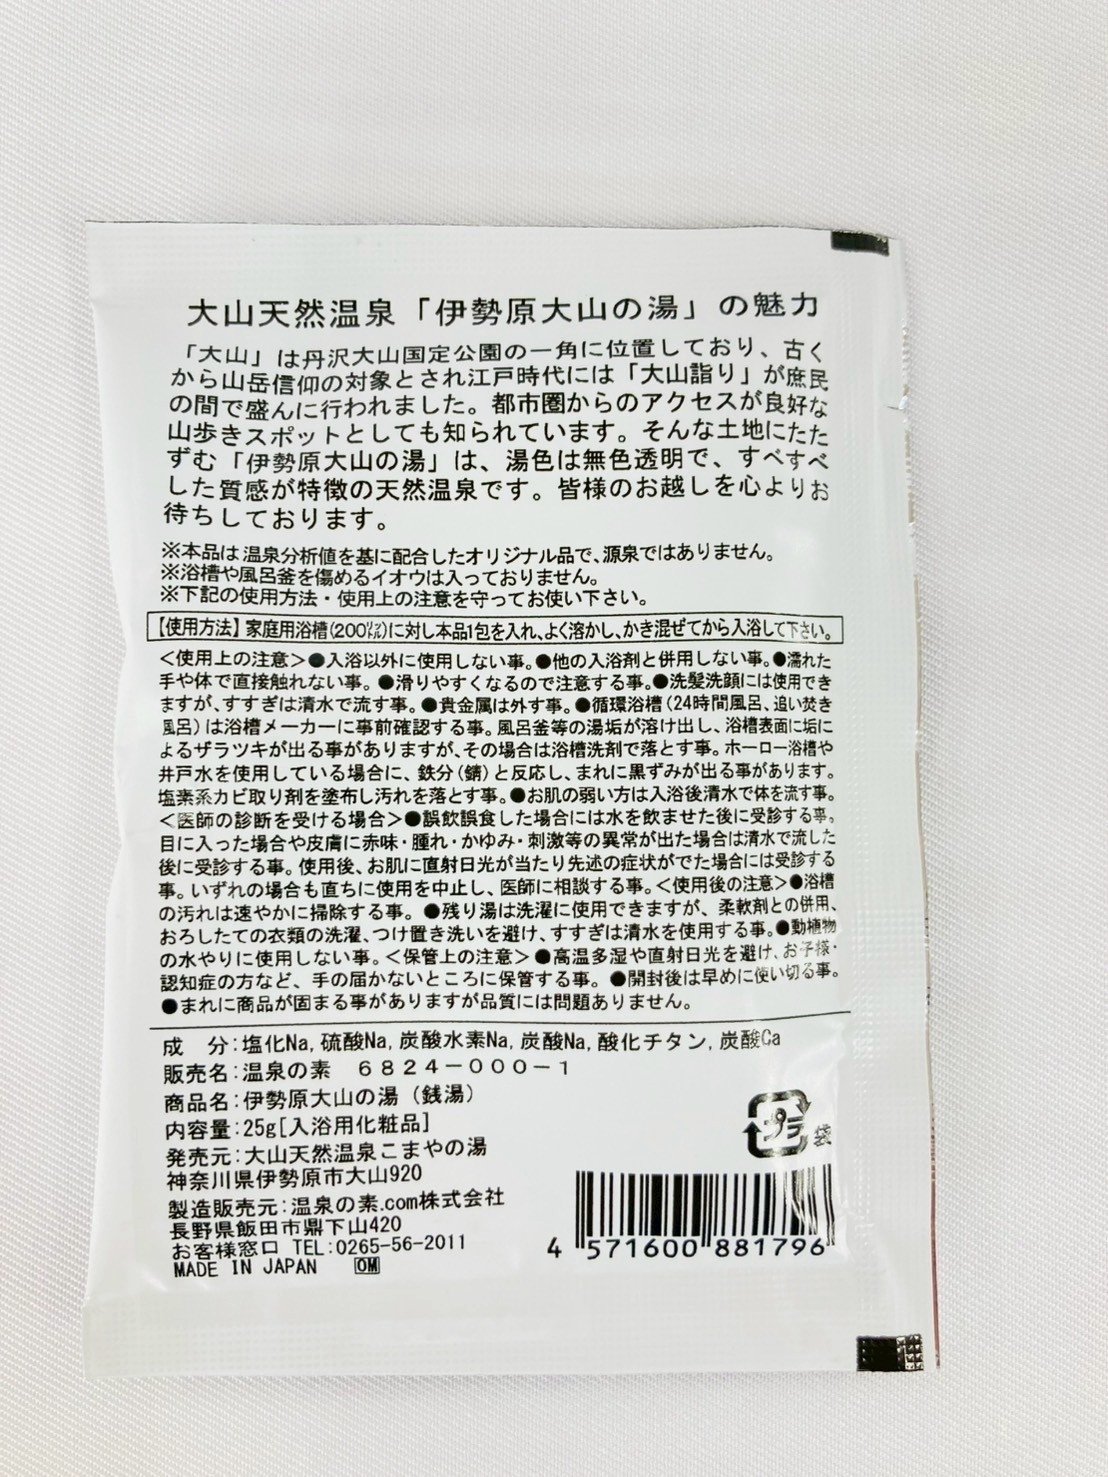 大山天然温泉「伊勢原大山の湯」の魅力
「大山」は丹沢大山国定公園の一角に位置しており、古く
から山岳信仰の対象とされ江戸時代には「大山詣り」が庶民
の間で盛んに行われました。都市圏からのアクセスが良好な
山歩きスポットとしても知られています。そんな土地にたた
ずむ「伊勢原大山の湯」は、湯色は無色透明で、すべすべ
した質感が特徴の天然温泉です。皆様のお越しを心よりお
待ちしております。
※本品は温泉分析値を基に配合したオリジナル品で、源泉ではありません。
※浴槽や風呂釜を傷めるイオウは入っておりません。
※下記の使用方法・使用上の注意を守ってお使い下さい。
【使用方法】家庭用浴槽(200㍑)に対し本品1包を入れ、よく溶かし、かき混ぜてから入浴して下さい。
<使用上の注意>●入浴以外に使用しない事。●他の入浴剤と併用しない事。●濡れた
手や体で直接触れない事。●滑りやすくなるので注意する事。●洗髪洗顔には使用でき
ますが、すすぎは清水で流す事。●貴金属は外す事。●循環浴槽(24時間風呂、追い焚き
風呂)は浴槽メーカーに事前確認する事。風呂釜等の湯垢が溶け出し、浴槽表面に垢に
よるザラツキが出る事がありますが、その場合は浴槽洗剤で落とす事。ホーロー浴槽や
井戸水を使用している場合に、鉄分(錆)と反応し、まれに黒ずみが出る事があります。
塩素系カビ取り剤を塗布し汚れを落とす事。●お肌の弱い方は入浴後清水で体を流す事。
<医師の診断を受ける場合>●誤飲誤食した場合には水を飲ませた後に受診する事。
目に入った場合や皮膚に赤味・腫れ・かゆみ・刺激等の異常が出た場合は清水で流した
後に受診する事。使用後、お肌に直射日光が当たり先述の症状がでた場合には受診する
事。いずれの場合も直ちに使用を中止し、医師に相談する事。<使用後の注意>●浴槽
の汚れは速やかに掃除する事。●残り湯は洗濯に使用できますが、柔軟剤との併用、
おろしたての衣類の洗濯、つけ置き洗いを避け、すすぎは清水を使用する事。●動植物
の水やりに使用しない事。<保管上の注意>●高温多湿や直射日光を避け、お子様・
認知症の方など、手の届かないところに保管する事。●開封後は早めに使い切る事。
●まれに商品が固まる事がありますが品質には問題ありません。
成 分:塩化Na, 硫酸Na, 炭酸水素Na, 炭酸Na, 酸化チタン, 炭酸Ca
販売名:温泉の素 6824－000－1
商品名:伊勢原大山の湯(銭湯)
内容量:25g[入浴用化粧品]
発売元:大山天然温泉こまやの湯
神奈川県伊勢原市大山920
製造販売元:温泉の素.com株式会社
長野県飯田市鼎下山420
お客様窓口 TEL:0265-56-2011
MADE IN JAPAN OM
プラ
袋
4 571600 881796